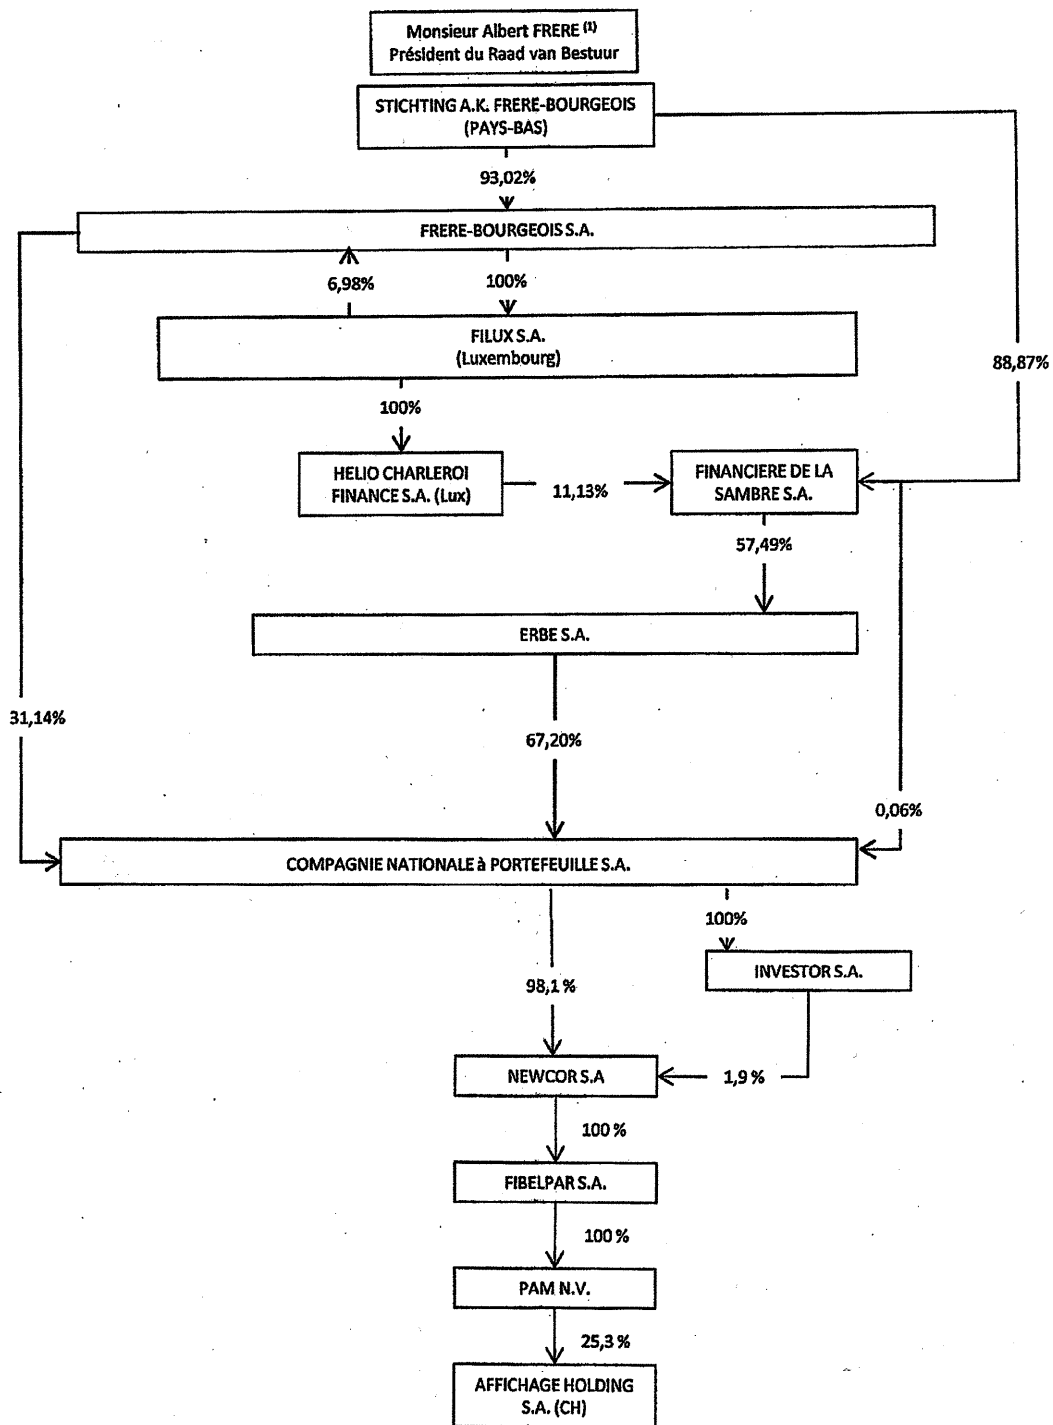 Monsieur Albert FRERE (1)
Président du Raad van Bestuur
STICHTING A.K. FRERE-BOURGEOIS
(PAYS-BAS)
93,02%
FRERE-BOURGEOIS S.A.
6,98%
100%
FILUX S.A.
(Luxembourg)
88,87%
100%
HELIO CHARLEROI
FINANCE S.A. (Lux)
11,13%
FINANCIERE DE LA
SAMBRE S.A.
57,49%
ERBE S.A.
31,14%
67,20%
0,06%
COMPAGNIE NATIONALE à PORTEFEUILLE S.A.
100%
INVESTOR S.A.
98,1 %
NEWCOR S.A
1,9 %
100 %
FIBELPAR S.A.
100 %
PAM N.V.
25,3 %
AFFICHAGE HOLDING
S.A. (CH)